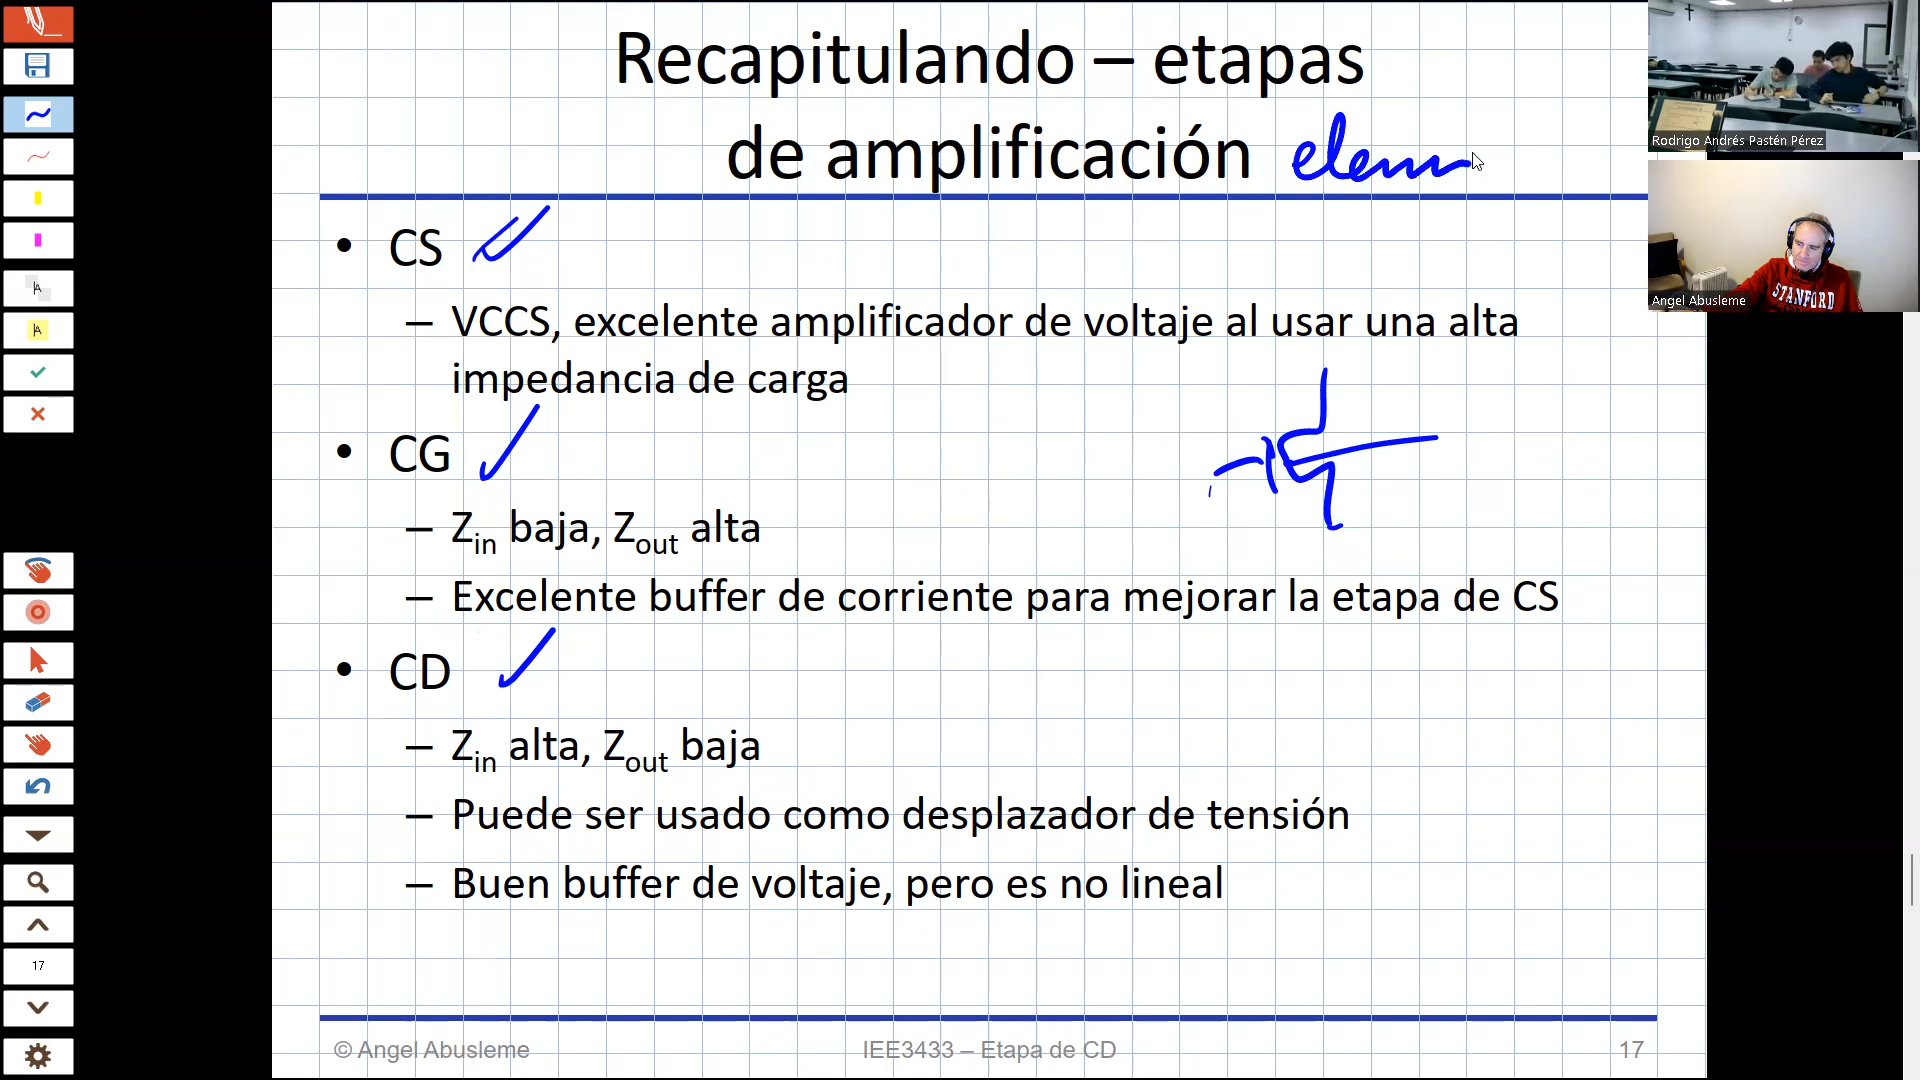 Recapitulando – etapas
de amplificación elem
• CS
– VCCS, excelente amplificador de voltaje al usar una alta
impedancia de carga
• CG
– Zin baja, Zout alta
– Excelente buffer de corriente para mejorar la etapa de CS
• CD
– Zin alta, Zout baja
– Puede ser usado como desplazador de tensión
– Buen buffer de voltaje, pero es no lineal
© Angel Abusleme
IEE3433 – Etapa de CD
17
Rodrigo Andrés Pastén Pérez
STANFORD
Angel Abusleme
A
A
17